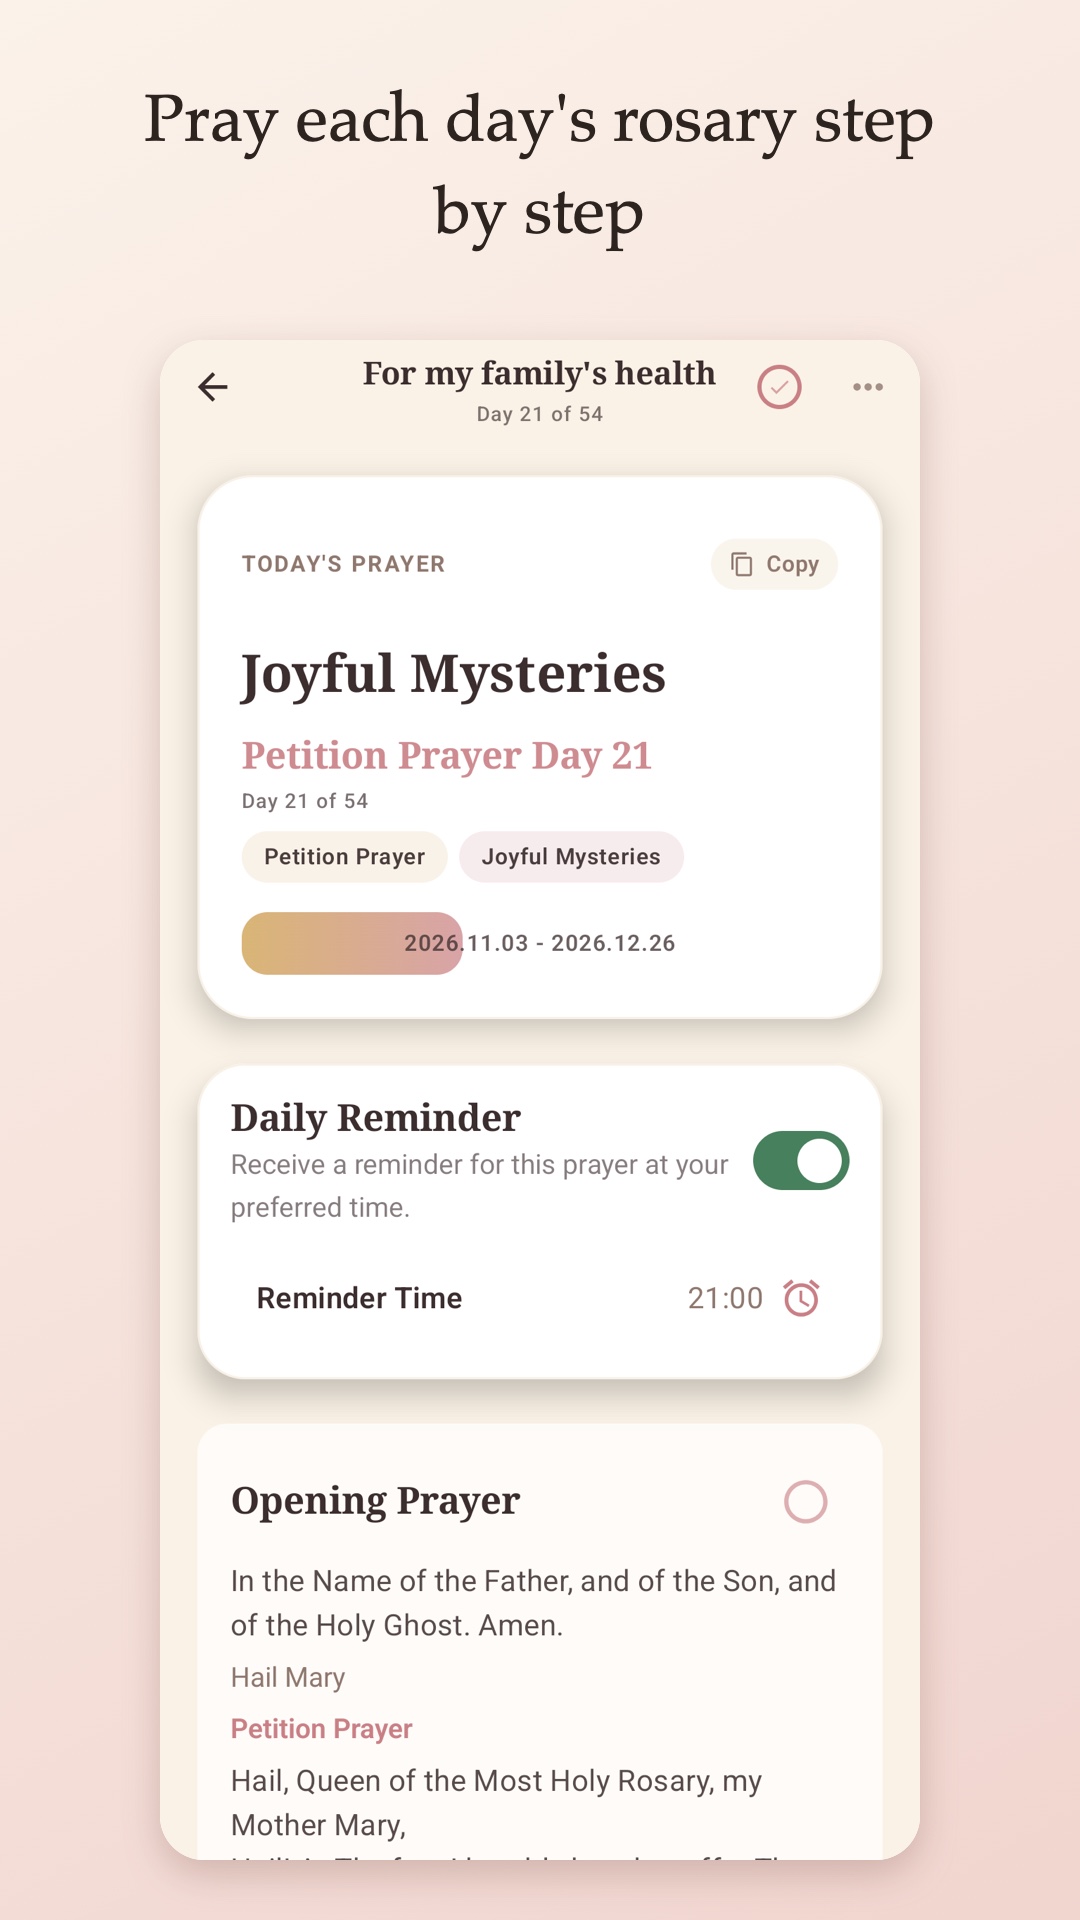 Pray each day's rosary step
by step
For my family's health
Day 21 of 54
TODAY'S PRAYER
Copy
Joyful Mysteries
Petition Prayer Day 21
Day 21 of 54
Petition Prayer
Joyful Mysteries
2026.11.03 - 2026.12.26
Daily Reminder
Receive a reminder for this prayer at your
preferred time.
Reminder Time
21:00
Opening Prayer
In the Name of the Father, and of the Son, and
of the Holy Ghost. Amen.
Hail Mary
Petition Prayer
Hail, Queen of the Most Holy Rosary, my
Mother Mary,